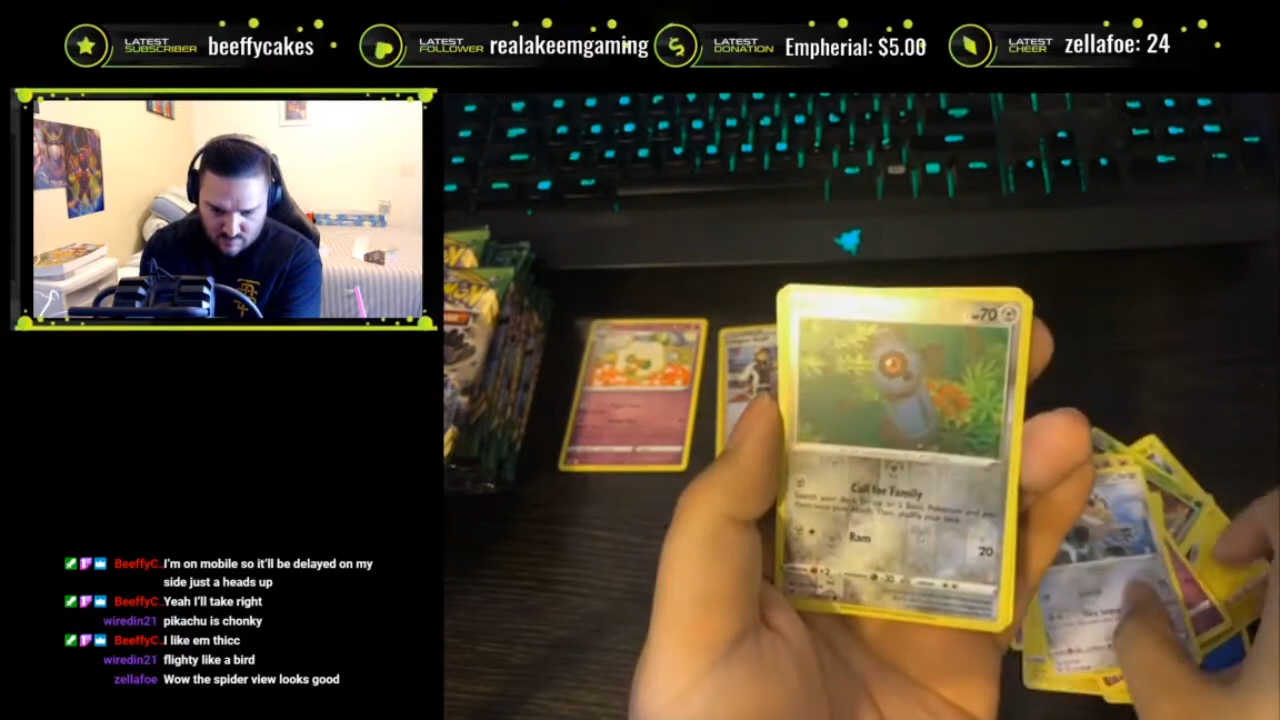 LATEST SUBSCRIBER beeffycakes
LATEST FOLLOWER realakeemgaming
LATEST DONATION Empherial: $5.00
LATEST CHEER zellafoe: 24
70
Call for Family
Ram
20
BeeffyC.. I'm on mobile so it'll be delayed on my
side just a heads up
BeeffyC.. Yeah I'll take right
wiredin21 pikachu is chonky
BeeffyC.. I like em thicc
wiredin21 flighty like a bird
zellafoe Wow the spider view looks good